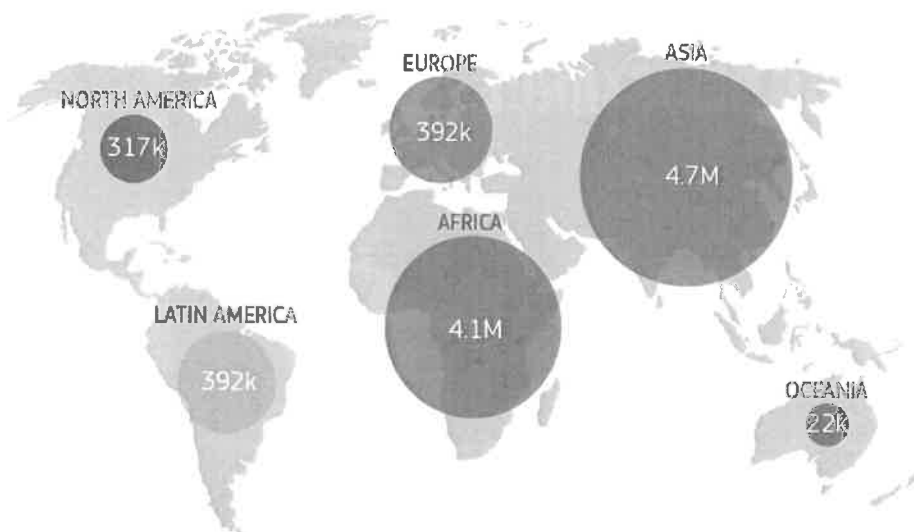 EUROPE
ASIA
NORTH AMERICA
392k
317k
4.7M
AFRICA
LATIN AMERICA
4.1M
392k
OCEANIA
22k